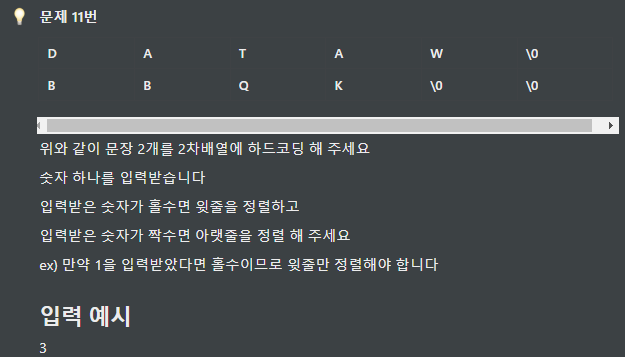 문제 11번
D A T A W \0
B B Q K \0 \0
위와 같이 문장 2개를 2차배열에 하드코딩 해 주세요
숫자 하나를 입력받습니다
입력받은 숫자가 홀수면 윗줄을 정렬하고
입력받은 숫자가 짝수면 아랫줄을 정렬 해 주세요
ex) 만약 1을 입력받았다면 홀수이므로 윗줄만 정렬해야 합니다
입력 예시
3